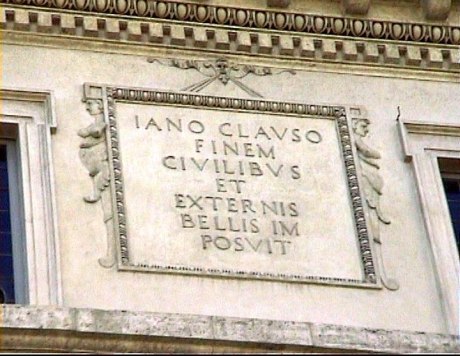 IANO CLAVSO
FINEM
CIVILIBVS
ET
EXTERNIS
BELLIS IM
POSVIT